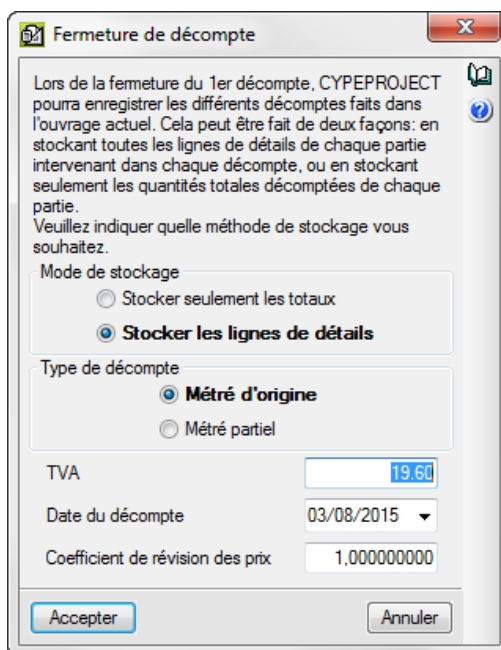 Fermeture de décompte
Lors de la fermeture du 1er décompte, CYPEPROJECT
pourra enregistrer les différents décomptes faits dans
l'ouvrage actuel. Cela peut être fait de deux façons: en
stockant toutes les lignes de détails de chaque partie
intervenant dans chaque décompte, ou en stockant
seulement les quantités totales décomptées de chaque
partie.
Veuillez indiquer quelle méthode de stockage vous
souhaitez.
Mode de stockage
Stocker seulement les totaux
Stocker les lignes de détails
Type de décompte
Métré d'origine
Métré partiel
TVA 19.60
Date du décompte 03/08/2015
Coefficient de révision des prix 1,000000000
Accepter Annuler